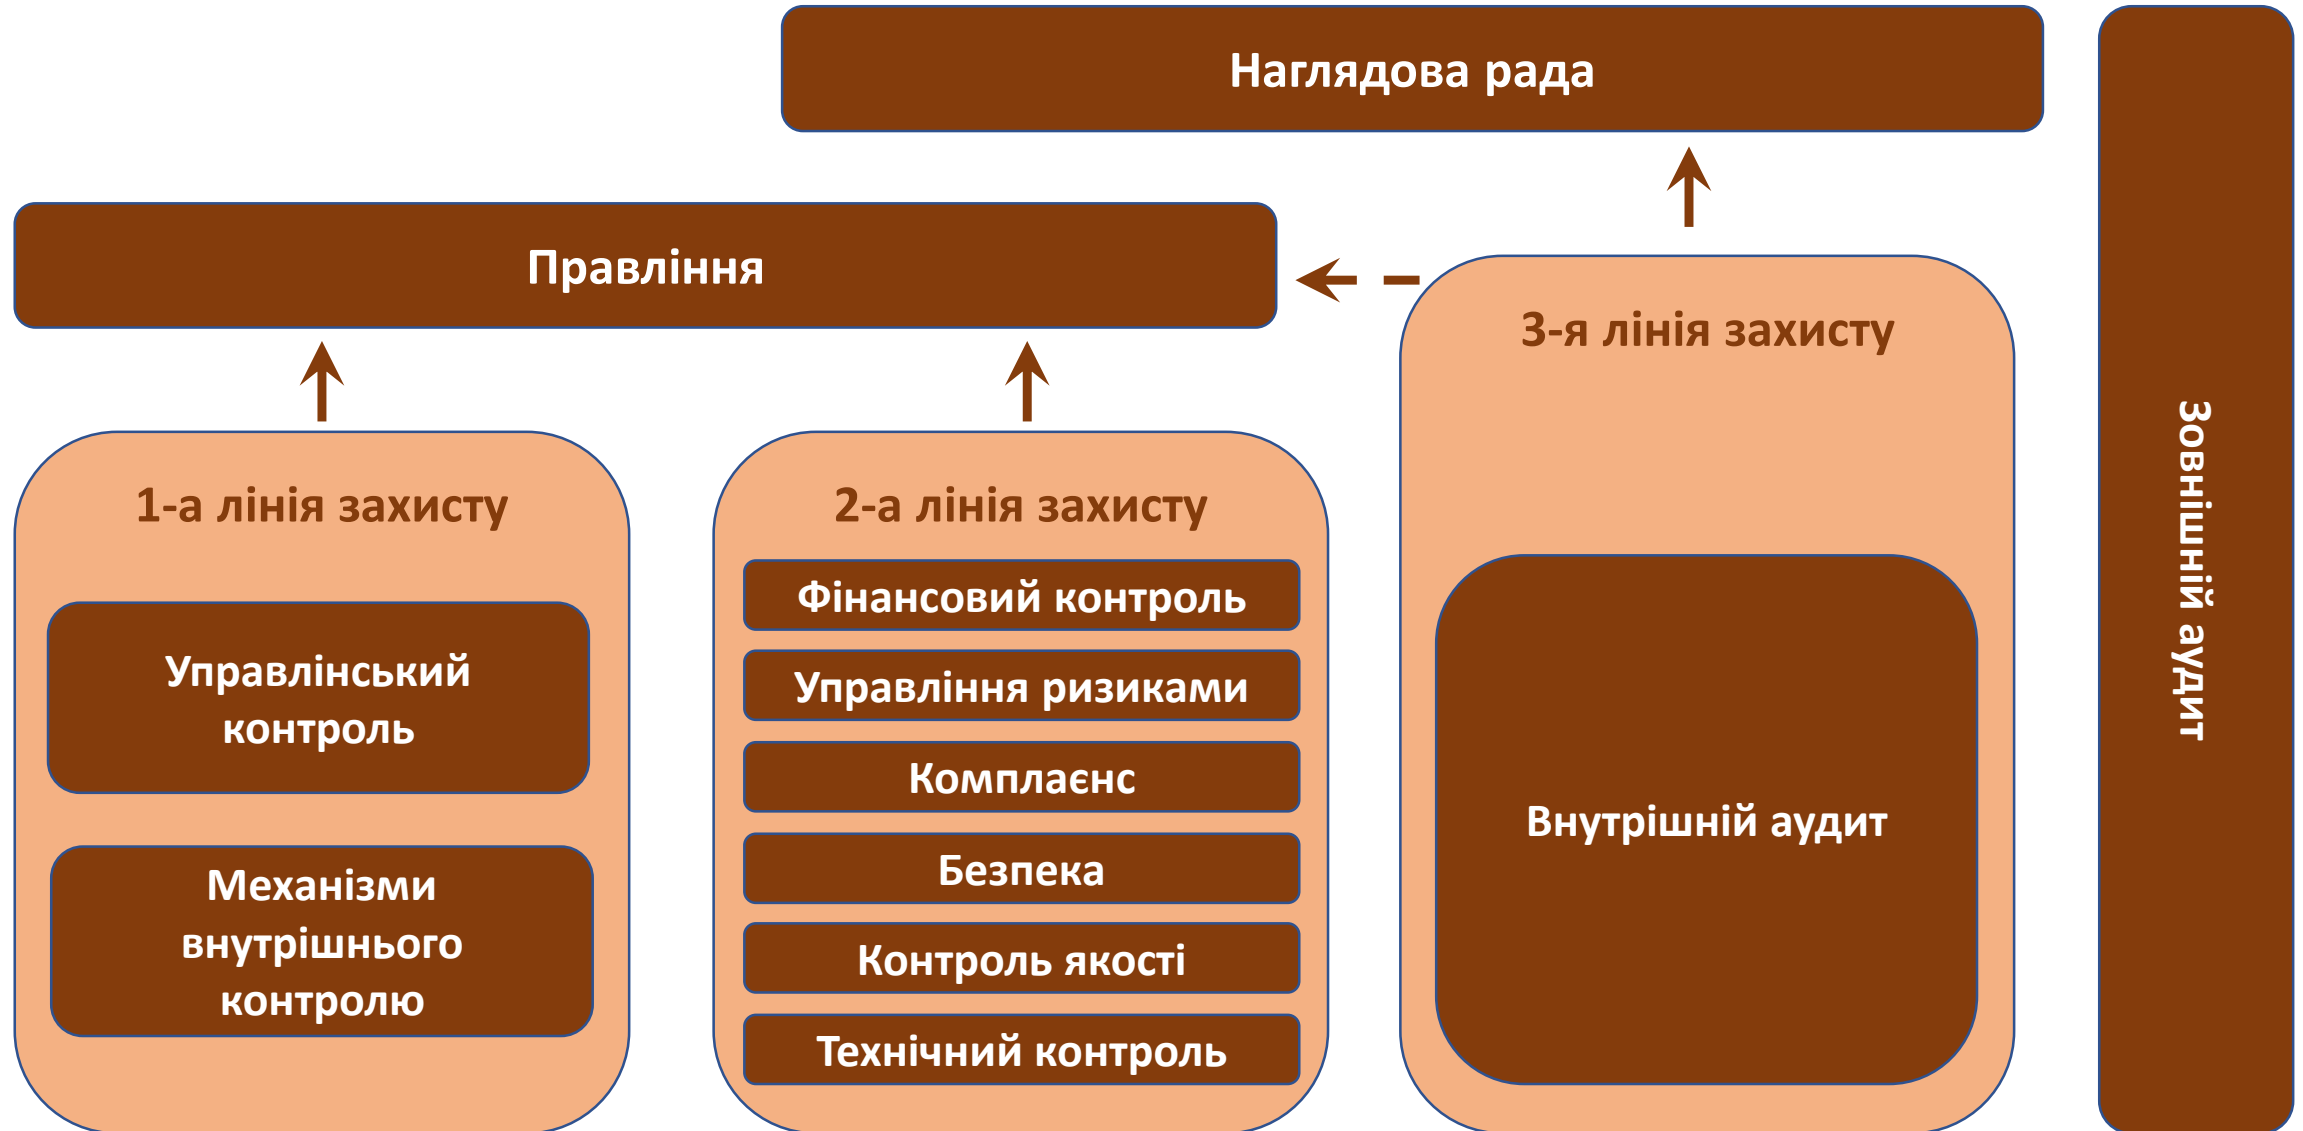 Наглядова рада
Правління
1-а лінія захисту
Управлінський
контроль
Механізми
внутрішнього
контролю
2-а лінія захисту
Фінансовий контроль
Управління ризиками
Комплаєнс
Безпека
Контроль якості
Технічний контроль
3-я лінія захисту
Внутрішній аудит
Зовнішній аудит